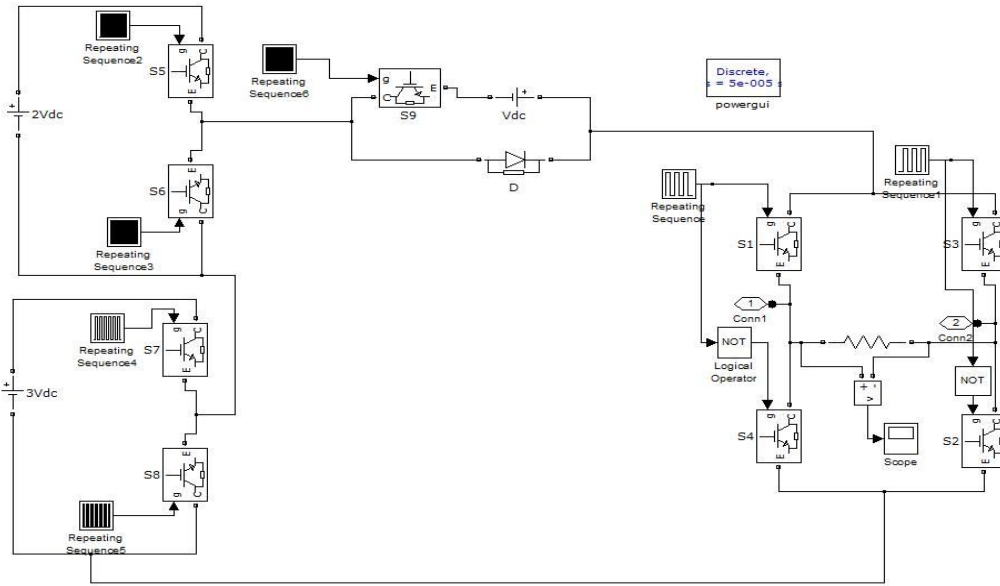 Repeating
Sequence2
g
C
E
S5
2Vdc
E
g
C
S6
Repeating
Sequence3
Repeating
Sequence6
g
C
E
S9
+
Vdc
D
Discrete,
s = 5e-005 s
powergui
Repeating
Sequence
Repeating
Sequence1
g
C
E
S1
g
C
E
S3
1
Conn1
2
Conn2
NOT
Logical
Operator
NOT
+ -
v
Scope
g
C
E
S4
g
C
E
S2
3Vdc
Repeating
Sequence4
g
C
E
S7
E
g
C
S8
Repeating
Sequence5